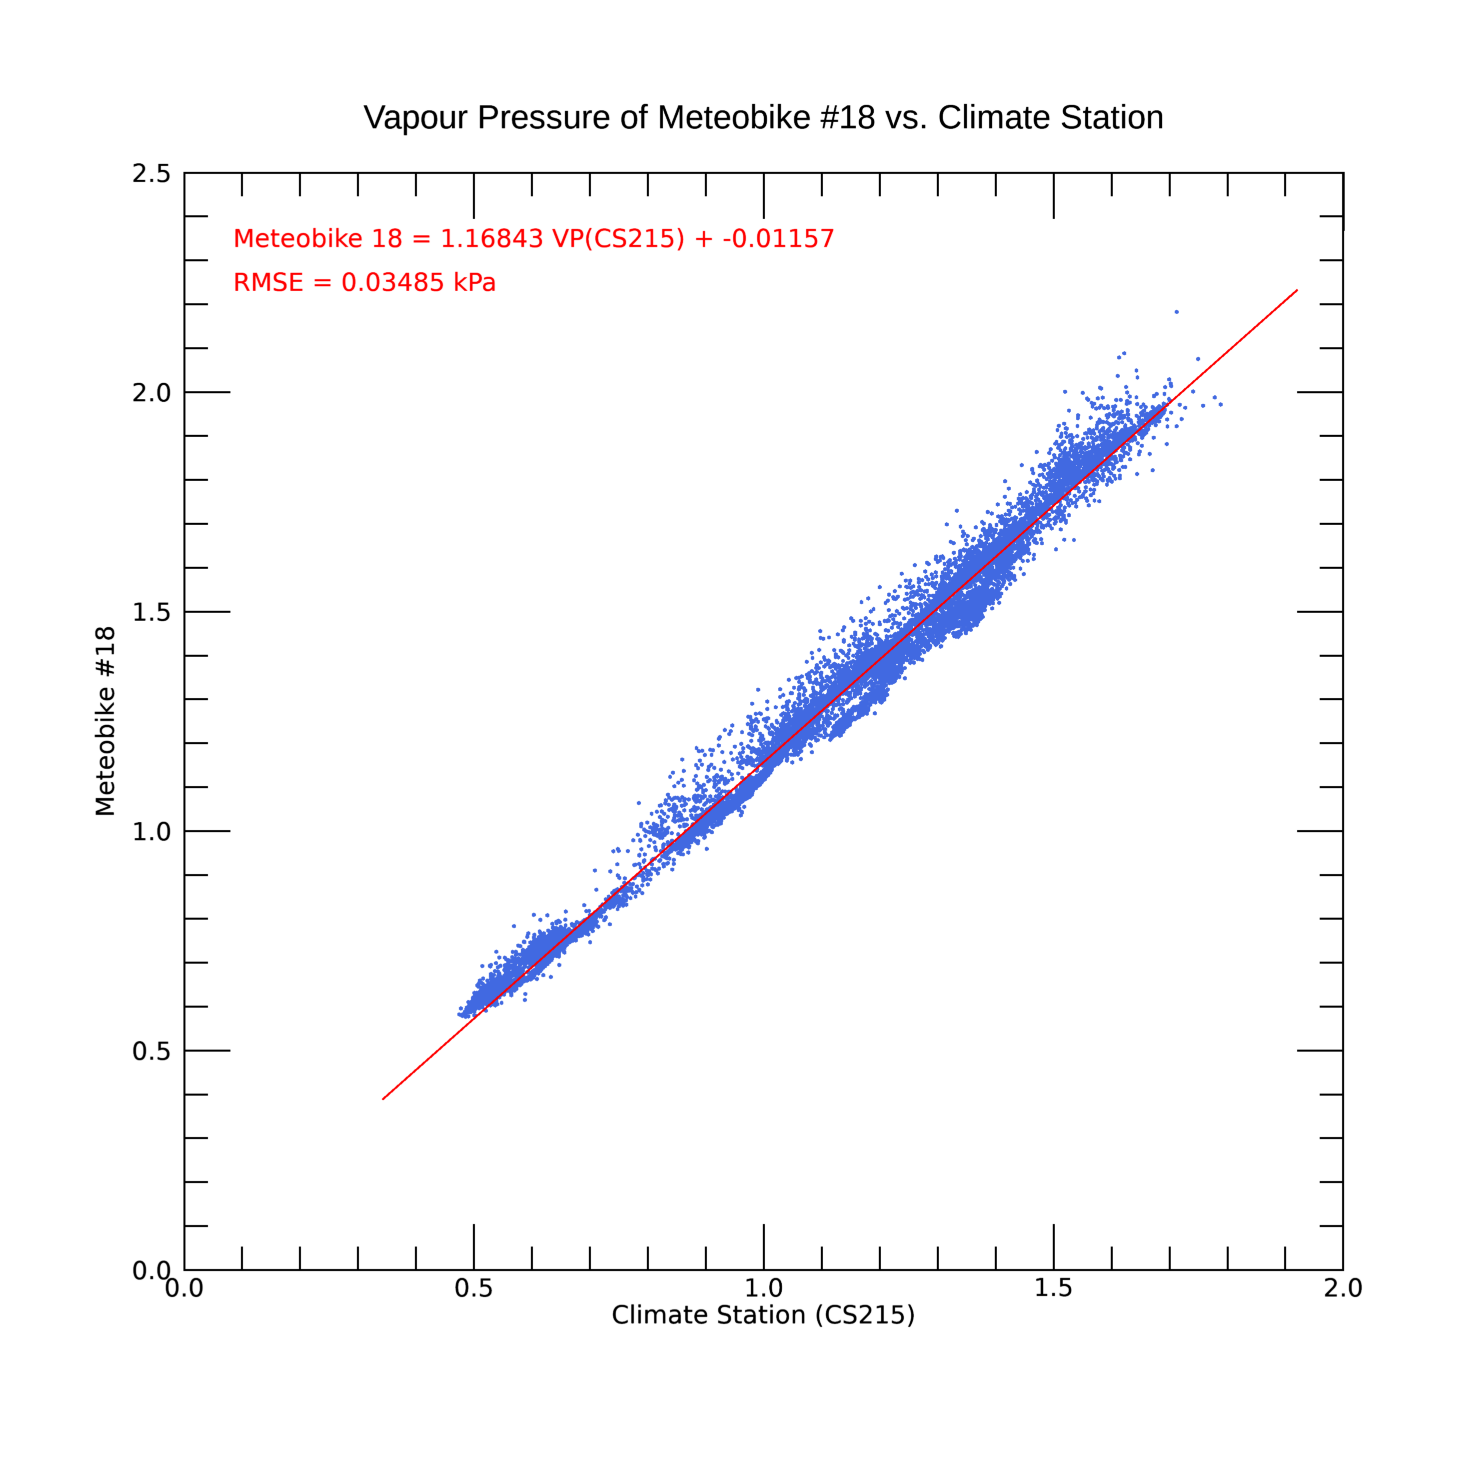 Vapour Pressure of Meteobike #18 vs. Climate Station
2.5
Meteobike 18 = 1.16843 VP(CS215) + -0.01157
RMSE = 0.03485 kPa
2.0
1.5
Meteobike #18
1.0
0.5
0.0
0.0 0.5 1.0 1.5 2.0
Climate Station (CS215)